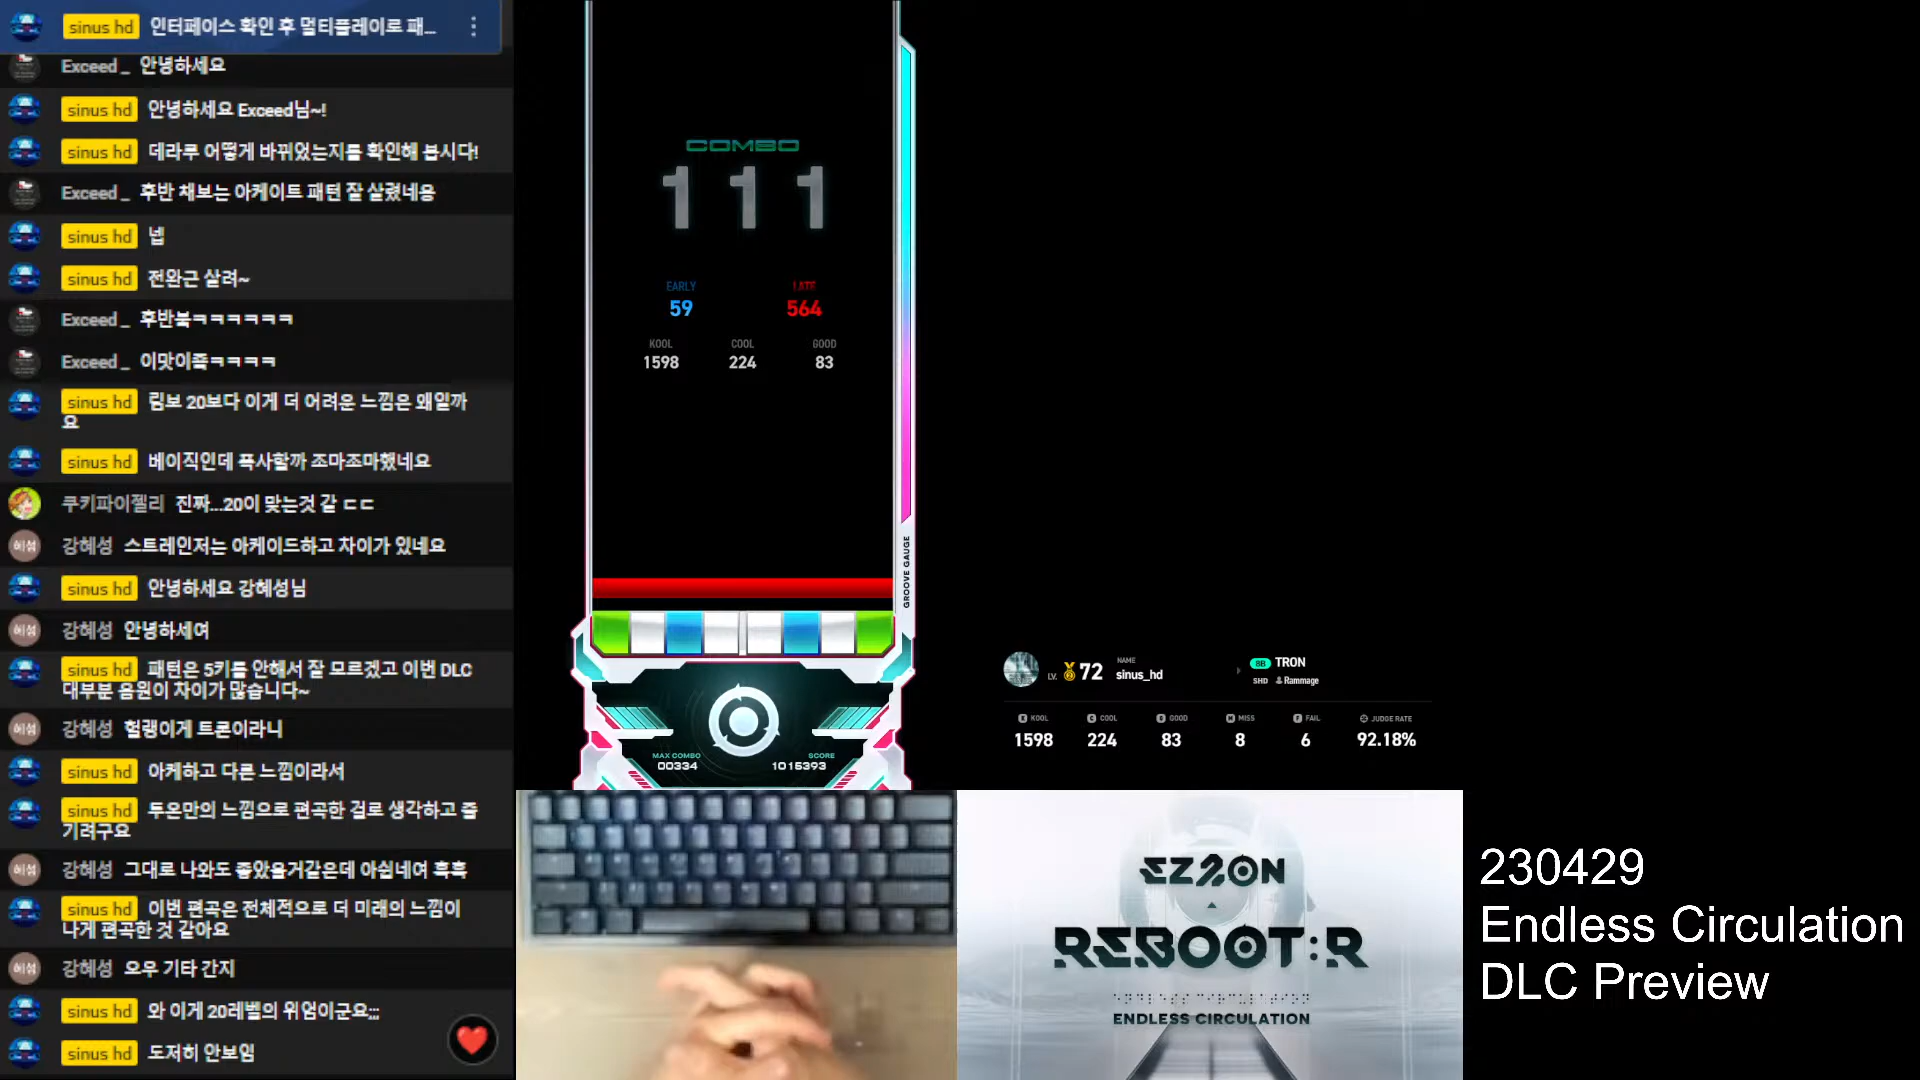 sinus hd 인터페이스 확인 후 멀티플레이로 패...
Exceed_ 안녕하세요
sinus hd 안녕하세요 Exceed님~!
sinus hd 데라루 어떻게 바뀌었는지를 확인해 봅시다!
Exceed_ 후반 채보는 아케이트 패턴 잘 살렸네용
sinus hd 넵
sinus hd 전완근 살려~
Exceed_ 후반붘ㅋㅋㅋㅋㅋㅋ
Exceed_ 이맛이죸ㅋㅋㅋㅋ
sinus hd 림보 20보다 이게 더 어려운 느낌은 왜일까
요
sinus hd 베이직인데 폭사할까 조마조마했네요
쿠키파이젤리 진짜...20이 맞는것 같 ㄷㄷ
강혜성 스트레인저는 아케이드하고 차이가 있네요
sinus hd 안녕하세요 강혜성님
강혜성 안녕하세여
sinus hd 패턴은 5키를 안해서 잘 모르겠고 이번 DLC
대부분 음원이 차이가 많습니다~
강혜성 헐랭이게 트론이라니
sinus hd 아케하고 다른 느낌이라서
sinus hd 투온만의 느낌으로 편곡한 걸로 생각하고 즐
기려구요
강혜성 그대로 나와도 좋았을거같은데 아쉽네여 흑흑
sinus hd 이번 편곡은 전체적으로 더 미래의 느낌이
나게 편곡한 것 같아요
강혜성 오우 기타 간지
sinus hd 와 이게 20레벨의 위엄이군요;;;
sinus hd 도저히 안보임
COMBO
111
EARLY LATE
59 564
KOOL COOL GOOD
1598 224 83
GROOVE GAUGE
MAX COMBO SCORE
00334 1015393
LV. 72 NAME sinus_hd
8B TRON
SHD Rammage
KOOL COOL GOOD MISS FAIL JUDGE RATE
1598 224 83 8 6 92.18%
EZ2ON
REBOOT:R
ENDLESS CIRCULATION
230429
Endless Circulation
DLC Preview